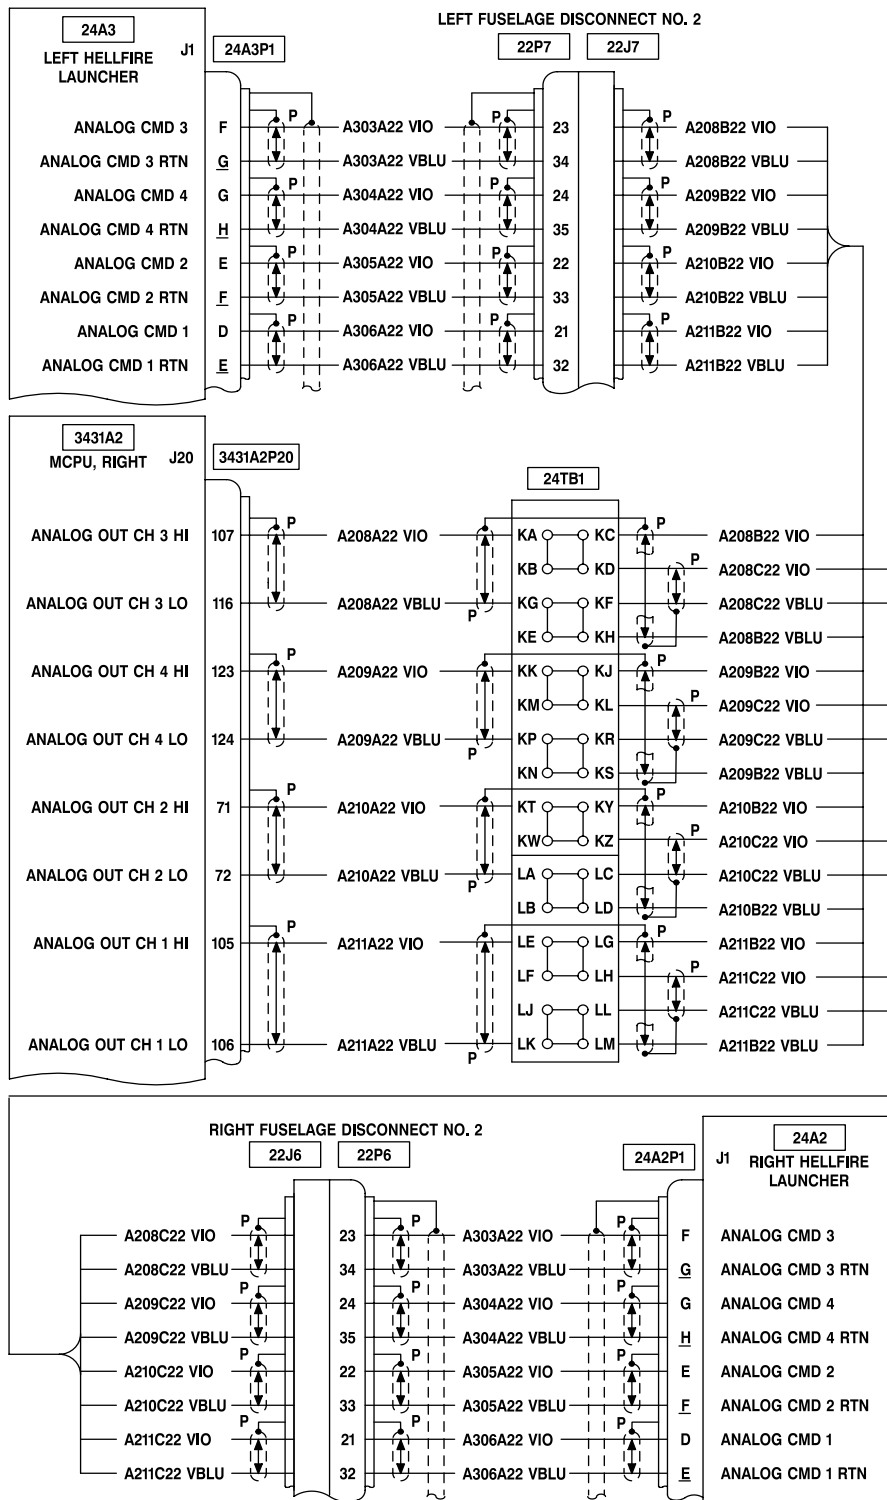 LEFT FUSELAGE DISCONNECT NO. 2
24A3 J1 24A3P1 22P7 22J7
LEFT HELLFIRE
LAUNCHER
P P P
ANALOG CMD 3 F A303A22 VIO 23 A208B22 VIO
ANALOG CMD 3 RTN G A303A22 VBLU 34 A208B22 VBLU
P P P
ANALOG CMD 4 G A304A22 VIO 24 A209B22 VIO
ANALOG CMD 4 RTN H A304A22 VBLU 35 A209B22 VBLU
P P P
ANALOG CMD 2 E A305A22 VIO 22 A210B22 VIO
ANALOG CMD 2 RTN F A305A22 VBLU 33 A210B22 VBLU
P P P
ANALOG CMD 1 D A306A22 VIO 21 A211B22 VIO
ANALOG CMD 1 RTN E A306A22 VBLU 32 A211B22 VBLU
3431A2 J20 3431A2P20
MCPU, RIGHT
24TB1
P P
ANALOG OUT CH 3 HI 107 A208A22 VIO KA KC A208B22 VIO
P
KB KD A208C22 VIO
ANALOG OUT CH 3 LO 116 A208A22 VBLU KG KF A208C22 VBLU
P
KE KH A208B22 VBLU
P P
ANALOG OUT CH 4 HI 123 A209A22 VIO KK KJ A209B22 VIO
P
KM KL A209C22 VIO
ANALOG OUT CH 4 LO 124 A209A22 VBLU KP KR A209C22 VBLU
P
KN KS A209B22 VBLU
P P
ANALOG OUT CH 2 HI 71 A210A22 VIO KT KY A210B22 VIO
P
KW KZ A210C22 VIO
ANALOG OUT CH 2 LO 72 A210A22 VBLU LA LC A210C22 VBLU
P
LB LD A210B22 VBLU
P P
ANALOG OUT CH 1 HI 105 A211A22 VIO LE LG A211B22 VIO
P
LF LH A211C22 VIO
LJ LL A211C22 VBLU
ANALOG OUT CH 1 LO 106 A211A22 VBLU LK LM A211B22 VBLU
P
RIGHT FUSELAGE DISCONNECT NO. 2
22J6 22P6 24A2P1 J1 24A2
RIGHT HELLFIRE
LAUNCHER
P P P
A208C22 VIO 23 A303A22 VIO F ANALOG CMD 3
A208C22 VBLU 34 A303A22 VBLU G ANALOG CMD 3 RTN
P P P
A209C22 VIO 24 A304A22 VIO G ANALOG CMD 4
A209C22 VBLU 35 A304A22 VBLU H ANALOG CMD 4 RTN
P P P
A210C22 VIO 22 A305A22 VIO E ANALOG CMD 2
A210C22 VBLU 33 A305A22 VBLU F ANALOG CMD 2 RTN
P P P
A211C22 VIO 21 A306A22 VIO D ANALOG CMD 1
A211C22 VBLU 32 A306A22 VBLU E ANALOG CMD 1 RTN